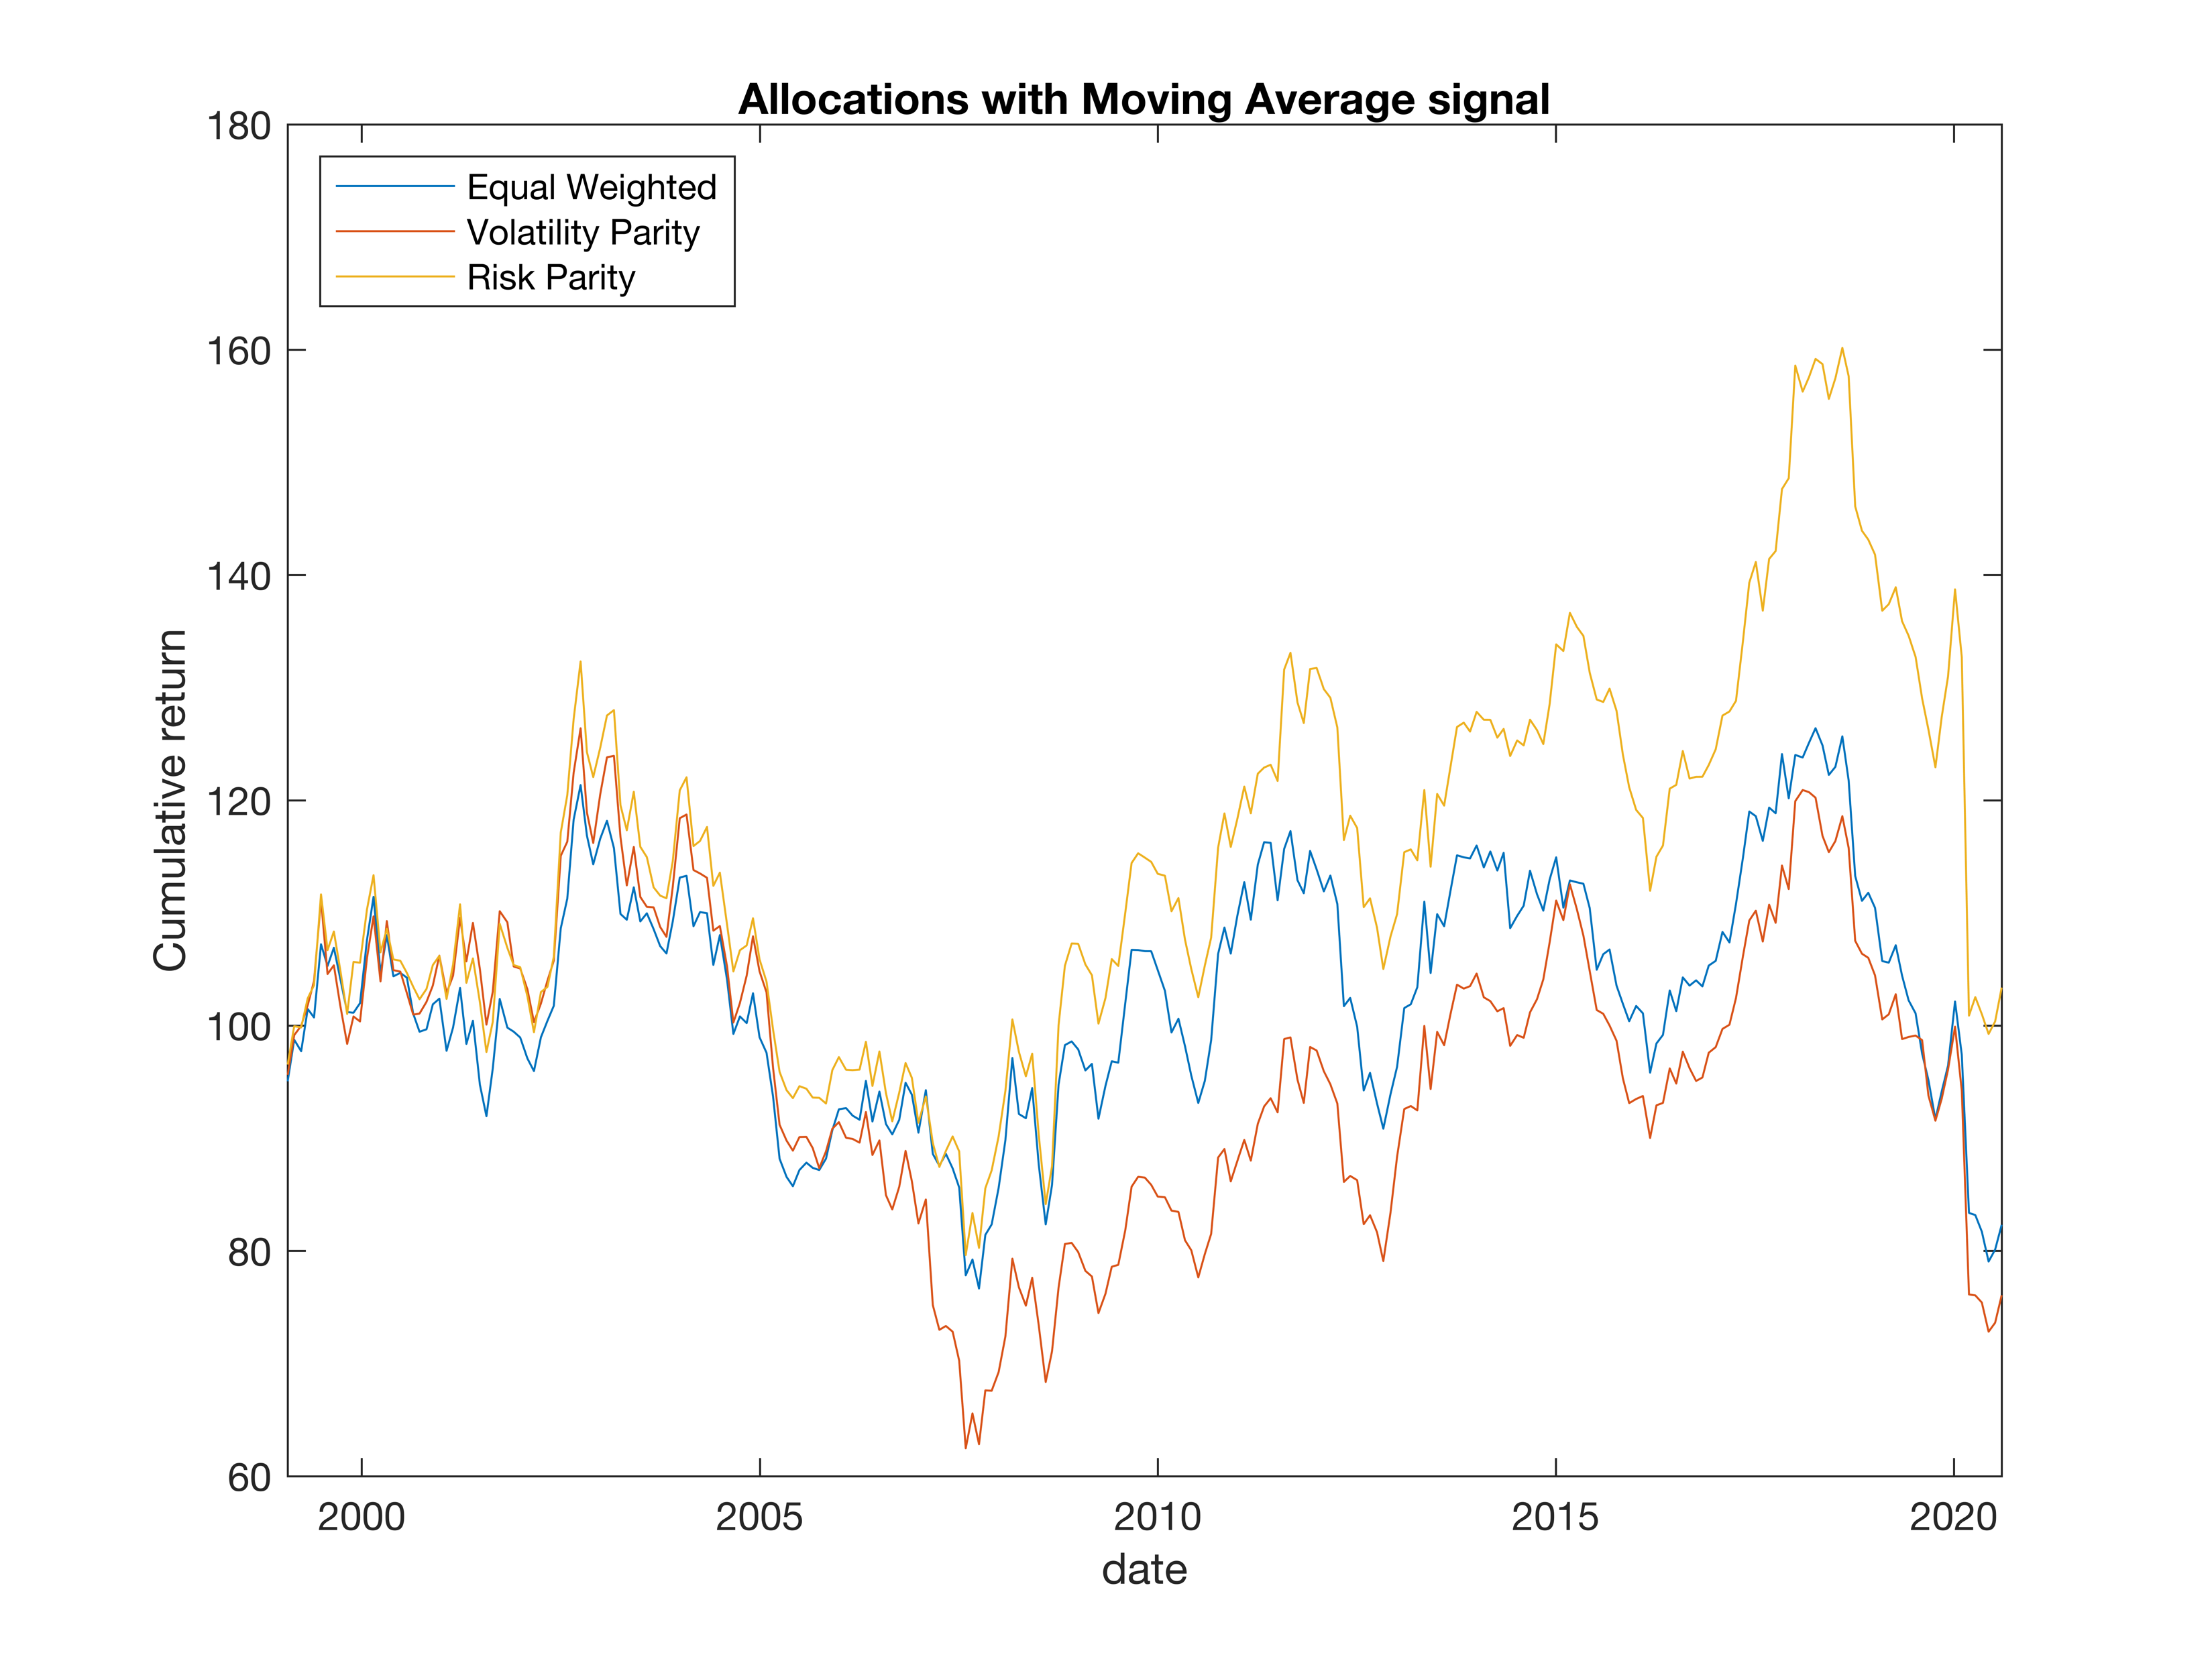 Allocations with Moving Average signal
180
Equal Weighted
Volatility Parity
Risk Parity
160
140
120
100
80
60
Cumulative return
2000 2005 2010 2015 2020
date